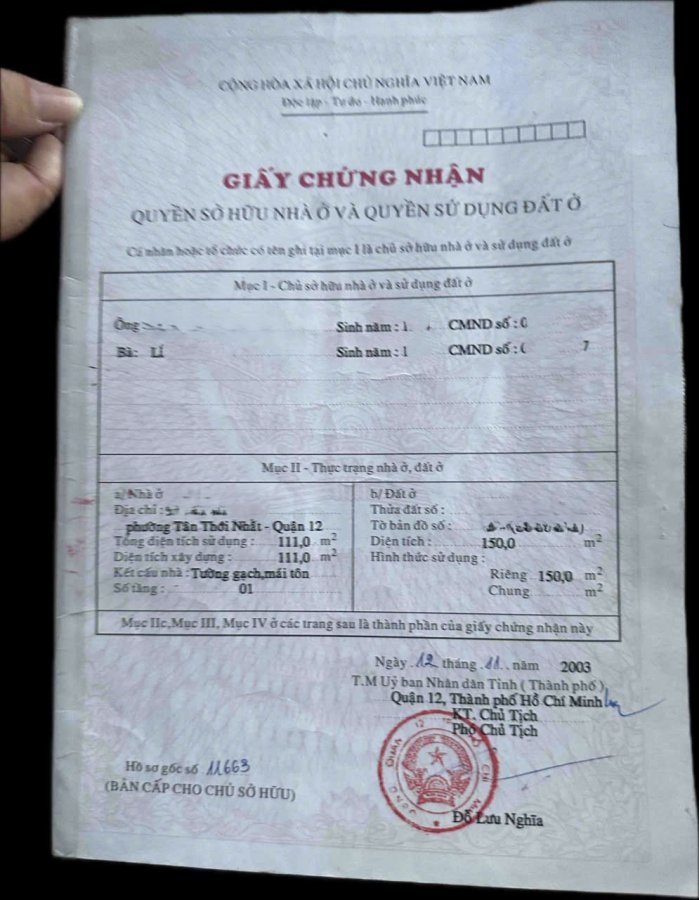 CỘNG HÒA XÃ HỘI CHỦ NGHĨA VIỆT NAM
Độc lập - Tự do - Hạnh phúc
GIẤY CHỨNG NHẬN
QUYỀN SỞ HỮU NHÀ Ở VÀ QUYỀN SỬ DỤNG ĐẤT Ở
Cá nhân hoặc tổ chức có tên ghi tại mục I là chủ sở hữu nhà ở và sử dụng đất ở
Mục I - Chủ sở hữu nhà ở và sử dụng đất ở
Ông Sinh năm : 1 CMND số : 0
Bà: LÍ Sinh năm : 1 CMND số : 7
Mục II - Thực trạng nhà ở, đất ở
a/ Nhà ở
Địa chỉ :
phường Tân Thới Nhất - Quận 12
Tổng diện tích sử dụng : 111,0 m²
Diện tích xây dựng : 111,0 m²
Kết cấu nhà : Tường gạch,mái tôn
Số tầng : 01
b/ Đất ở
Thửa đất số :
Tờ bản đồ số :
Diện tích : 150,0 m²
Hình thức sử dụng :
Riêng 150,0 m²
Chung m²
Mục IIc,Mục III, Mục IV ở các trang sau là thành phần của giấy chứng nhận này
Ngày 12 tháng 11 năm 2003
T.M Uỷ ban Nhân dân Tỉnh ( Thành phố )
Quận 12, Thành phố Hồ Chí Minh
KT. Chủ Tịch
Phó Chủ Tịch
Hồ sơ gốc số 11663
(BẢN CẤP CHO CHỦ SỞ HỮU)
Đỗ Lưu Nghĩa